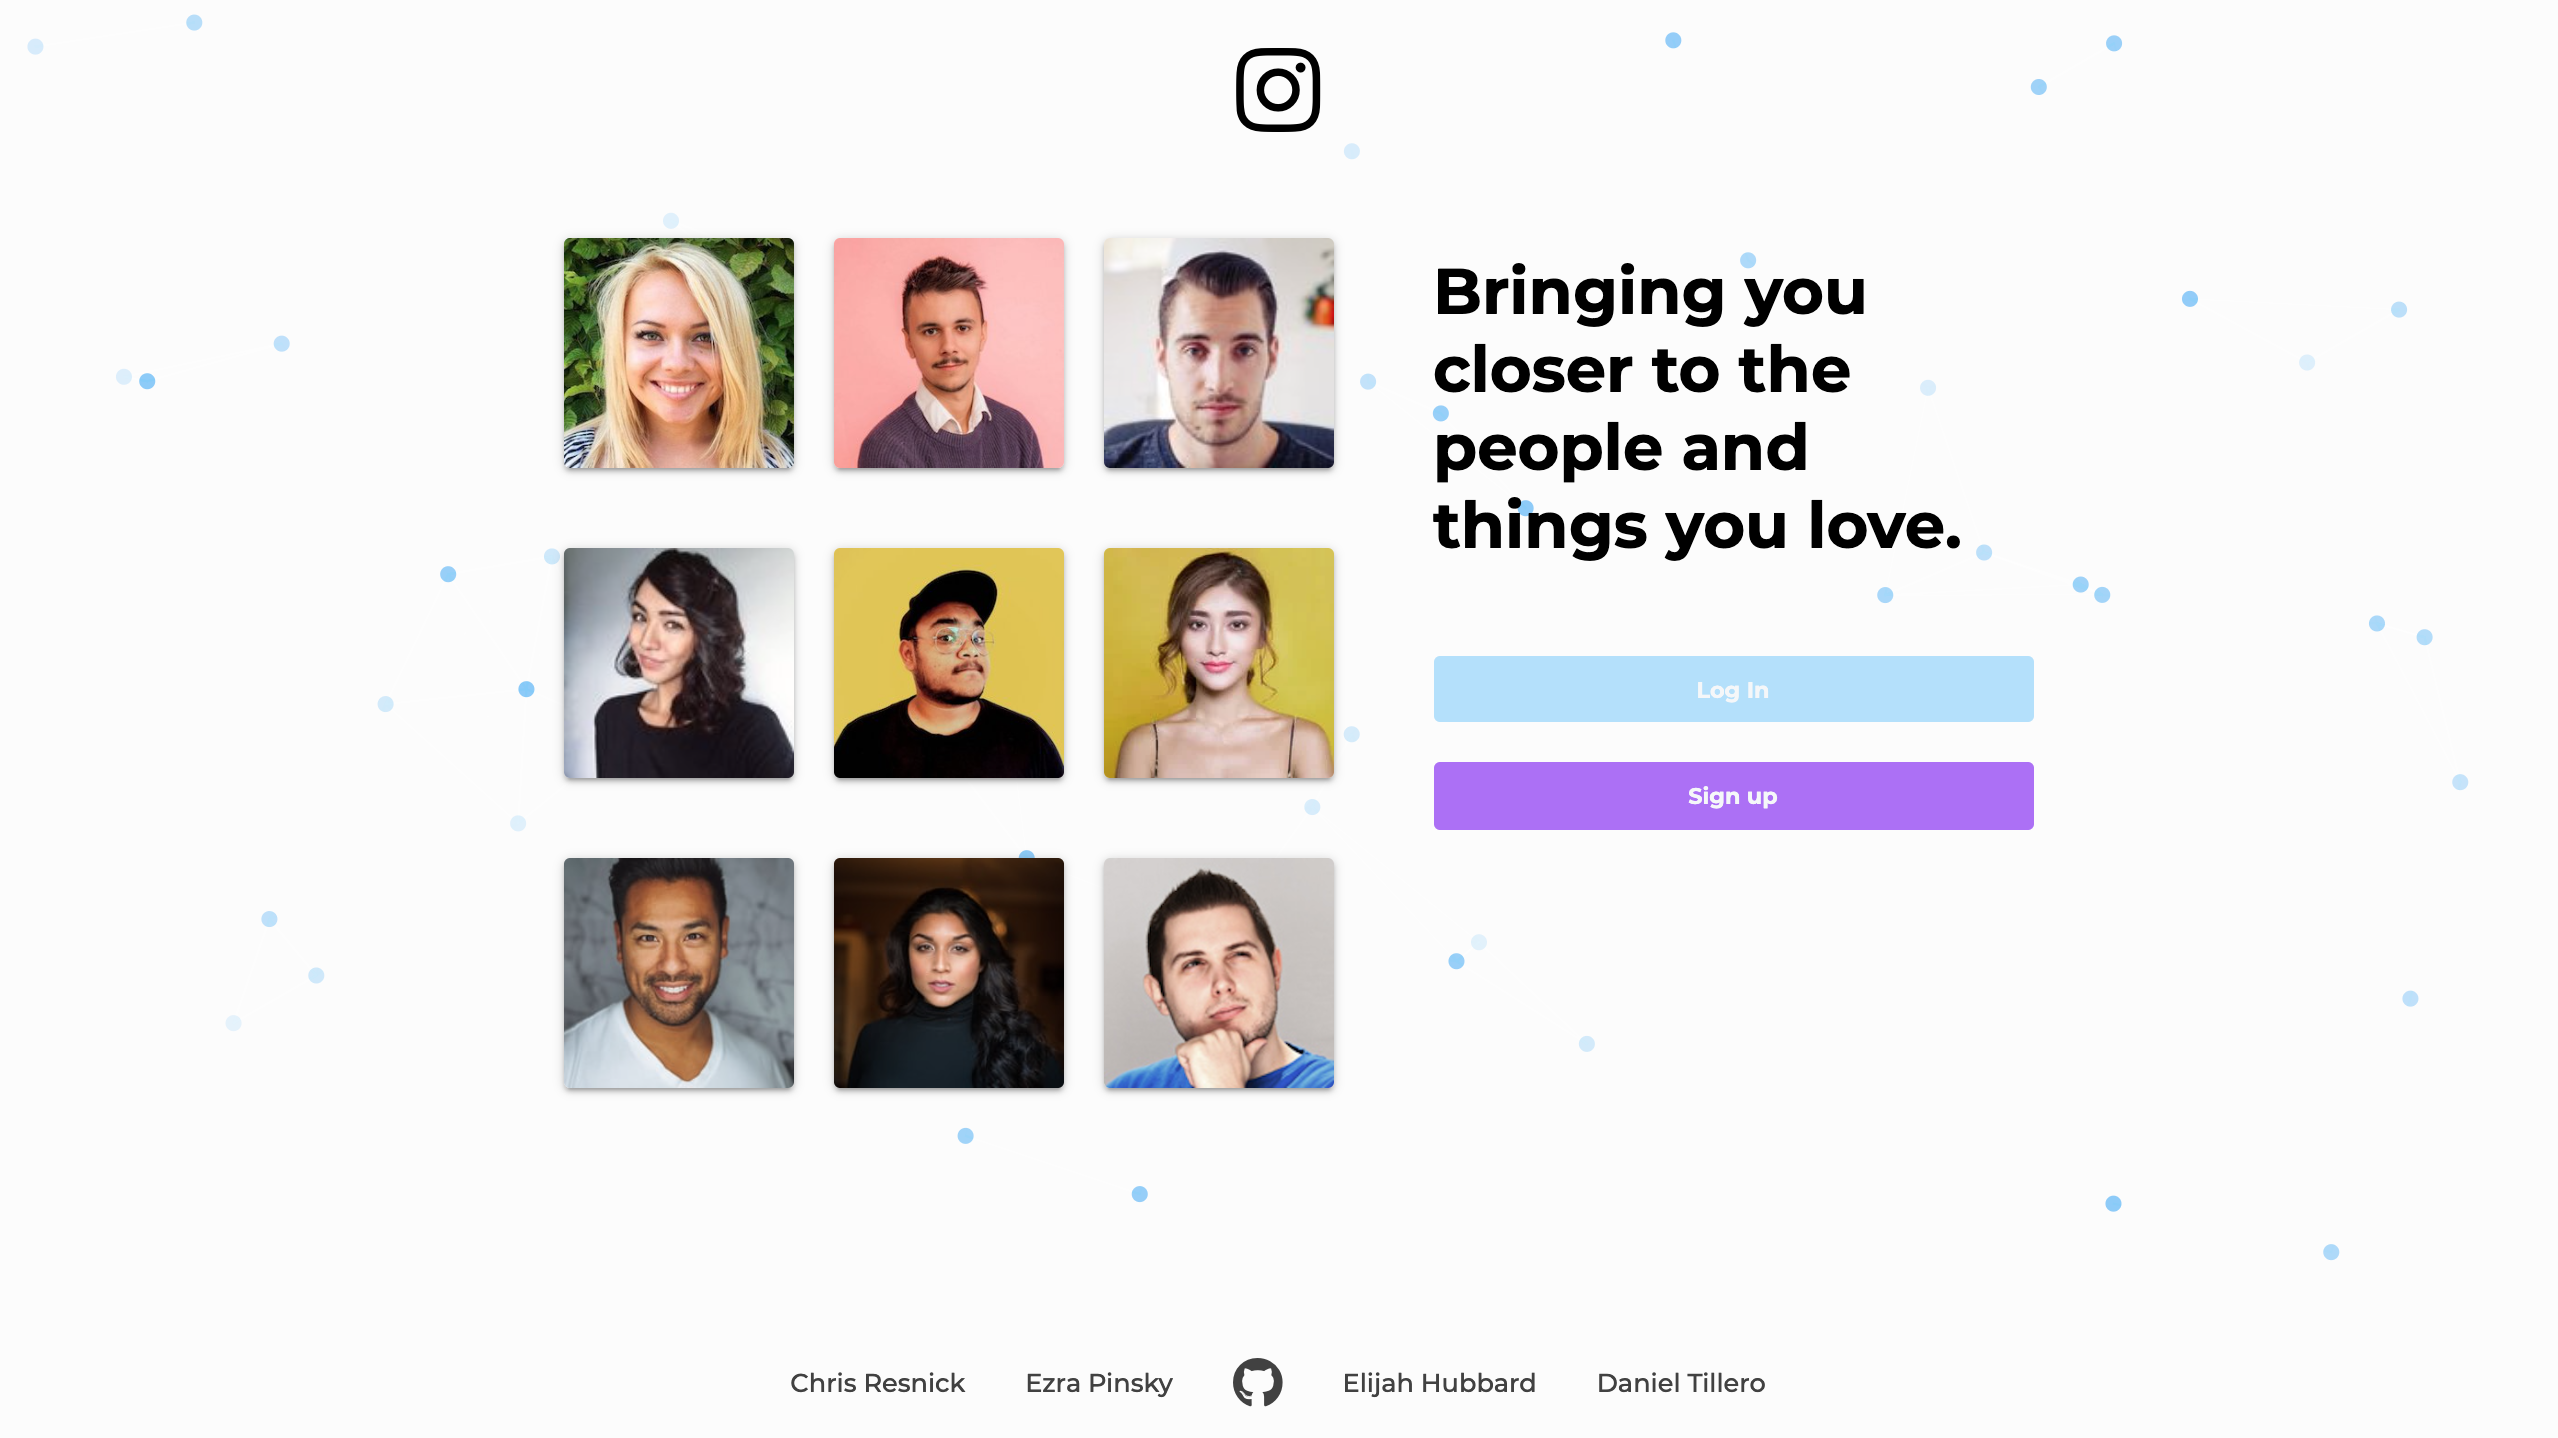 Bringing you
closer to the
people and
things you love.
Log In
Sign up
Chris Resnick
Ezra Pinsky
Elijah Hubbard
Daniel Tillero